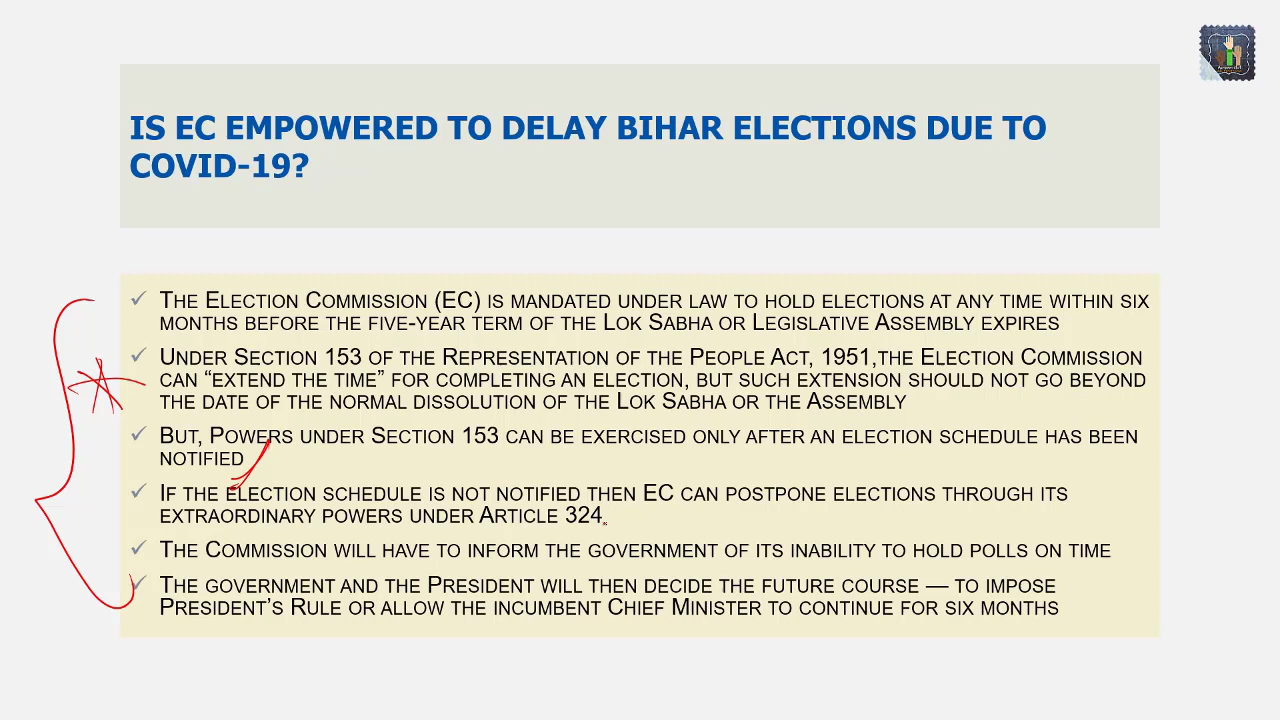 IS EC EMPOWERED TO DELAY BIHAR ELECTIONS DUE TO
COVID-19?
✓ THE ELECTION COMMISSION (EC) IS MANDATED UNDER LAW TO HOLD ELECTIONS AT ANY TIME WITHIN SIX
MONTHS BEFORE THE FIVE-YEAR TERM OF THE LOK SABHA OR LEGISLATIVE ASSEMBLY EXPIRES
✓ UNDER SECTION 153 OF THE REPRESENTATION OF THE PEOPLE ACT, 1951,THE ELECTION COMMISSION
CAN “EXTEND THE TIME” FOR COMPLETING AN ELECTION, BUT SUCH EXTENSION SHOULD NOT GO BEYOND
THE DATE OF THE NORMAL DISSOLUTION OF THE LOK SABHA OR THE ASSEMBLY
✓ BUT, POWERS UNDER SECTION 153 CAN BE EXERCISED ONLY AFTER AN ELECTION SCHEDULE HAS BEEN
NOTIFIED
✓ IF THE ELECTION SCHEDULE IS NOT NOTIFIED THEN EC CAN POSTPONE ELECTIONS THROUGH ITS
EXTRAORDINARY POWERS UNDER ARTICLE 324.
✓ THE COMMISSION WILL HAVE TO INFORM THE GOVERNMENT OF ITS INABILITY TO HOLD POLLS ON TIME
✓ THE GOVERNMENT AND THE PRESIDENT WILL THEN DECIDE THE FUTURE COURSE — TO IMPOSE
PRESIDENT’S RULE OR ALLOW THE INCUMBENT CHIEF MINISTER TO CONTINUE FOR SIX MONTHS